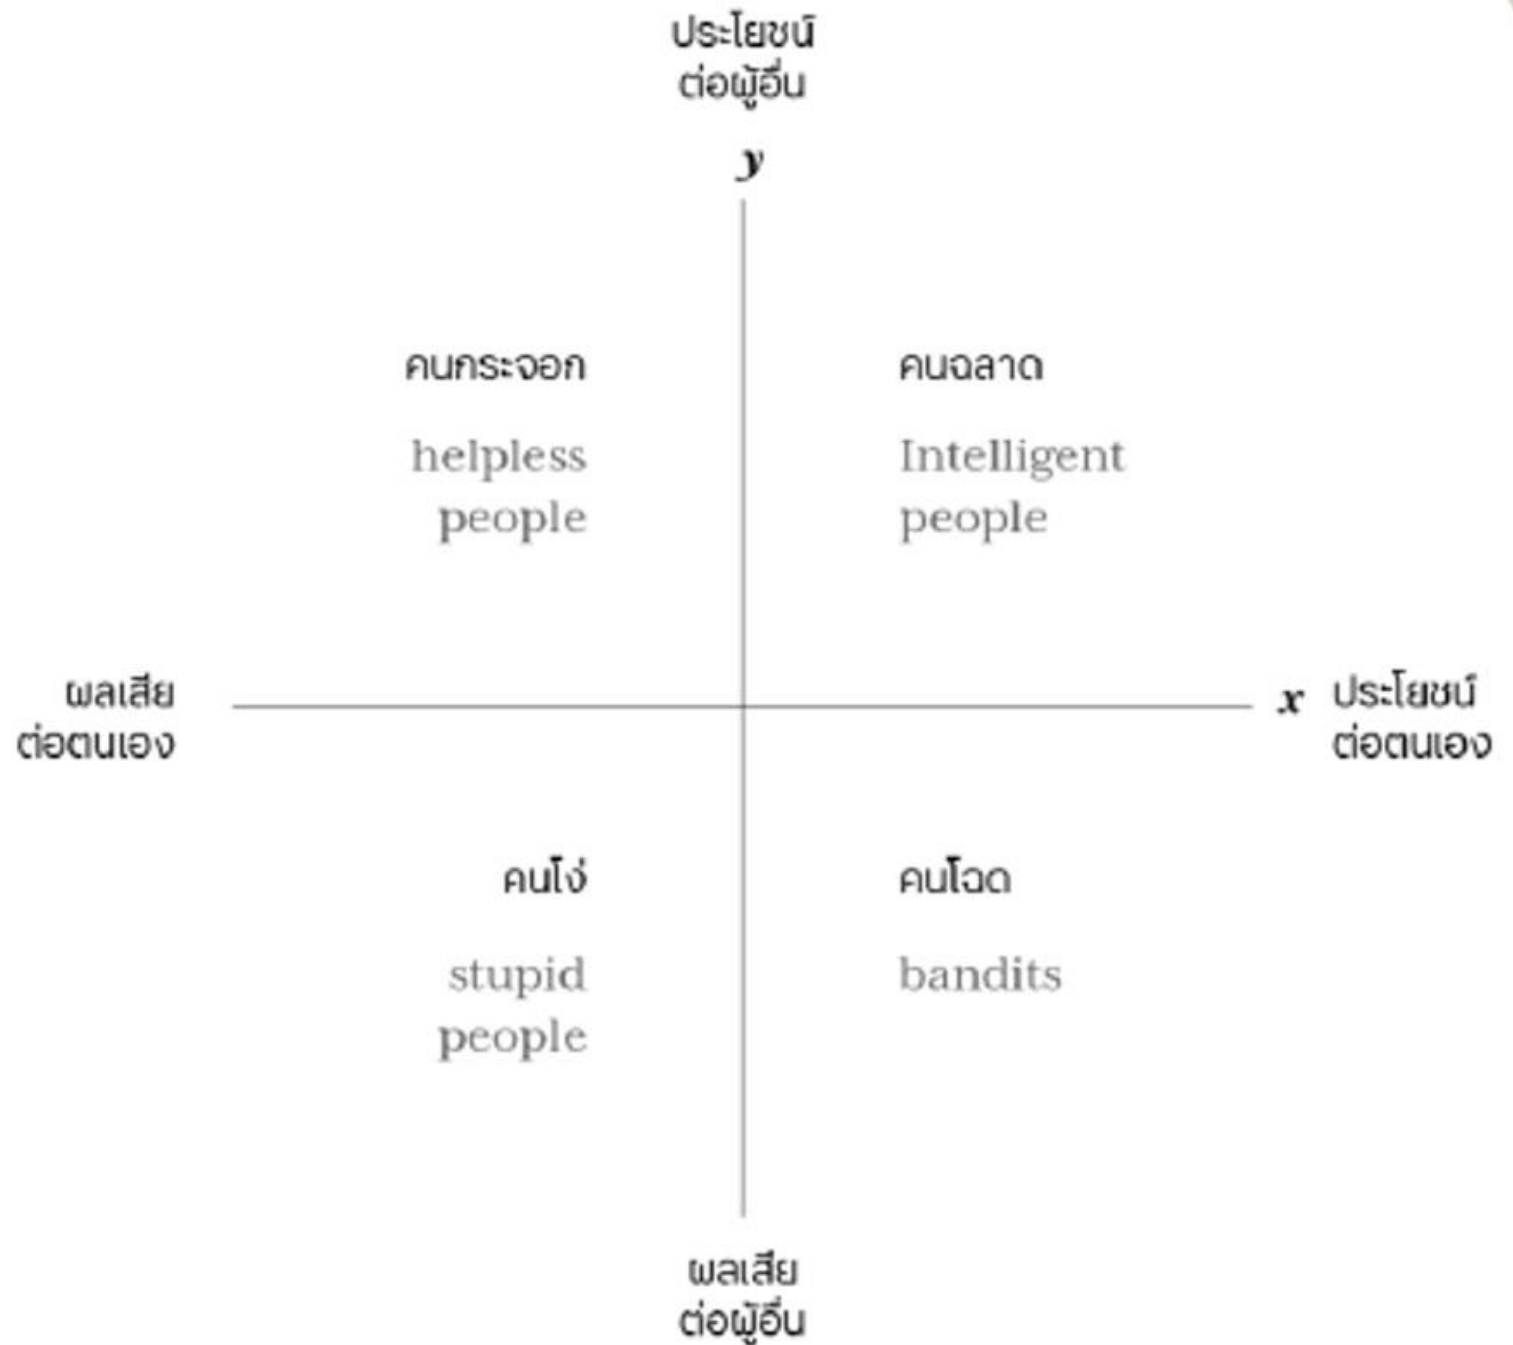 ประโยชน์
ต่อผู้อื่น
y
คนกระจอก
helpless
people
คนฉลาด
Intelligent
people
ผลเสีย
ต่อตนเอง
x
ประโยชน์
ต่อตนเอง
คนโง่
stupid
people
คนโฉด
bandits
ผลเสีย
ต่อผู้อื่น